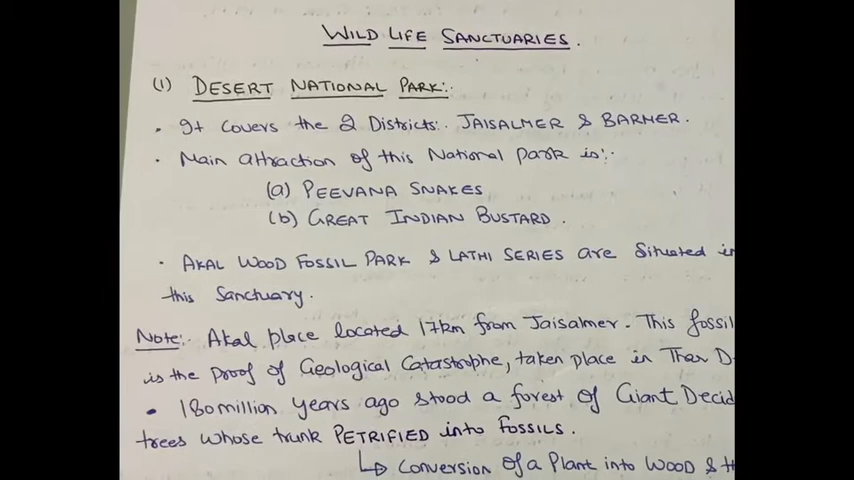 WILD LIFE SANCTUARIES.
(1) DESERT NATIONAL PARK:.
• It covers the 2 Districts:. JAISALMER & BARMER.
• Main attraction of this National park is:.
(a) PEEVANA SNAKES
(b) GREAT INDIAN BUSTARD.
• AKAL WOOD FOSSIL PARK & LATHI SERIES are Situated in
this Sanctuary.
Note:. Akal place located 17km from Jaisalmer. This fossil
is the proof of Geological Catastrophe, taken place in Thar D
• 180 million years ago stood a forest of Giant Decid
trees whose trunk PETRIFIED into FOSSILS.
↳ Conversion of a Plant into Wood &